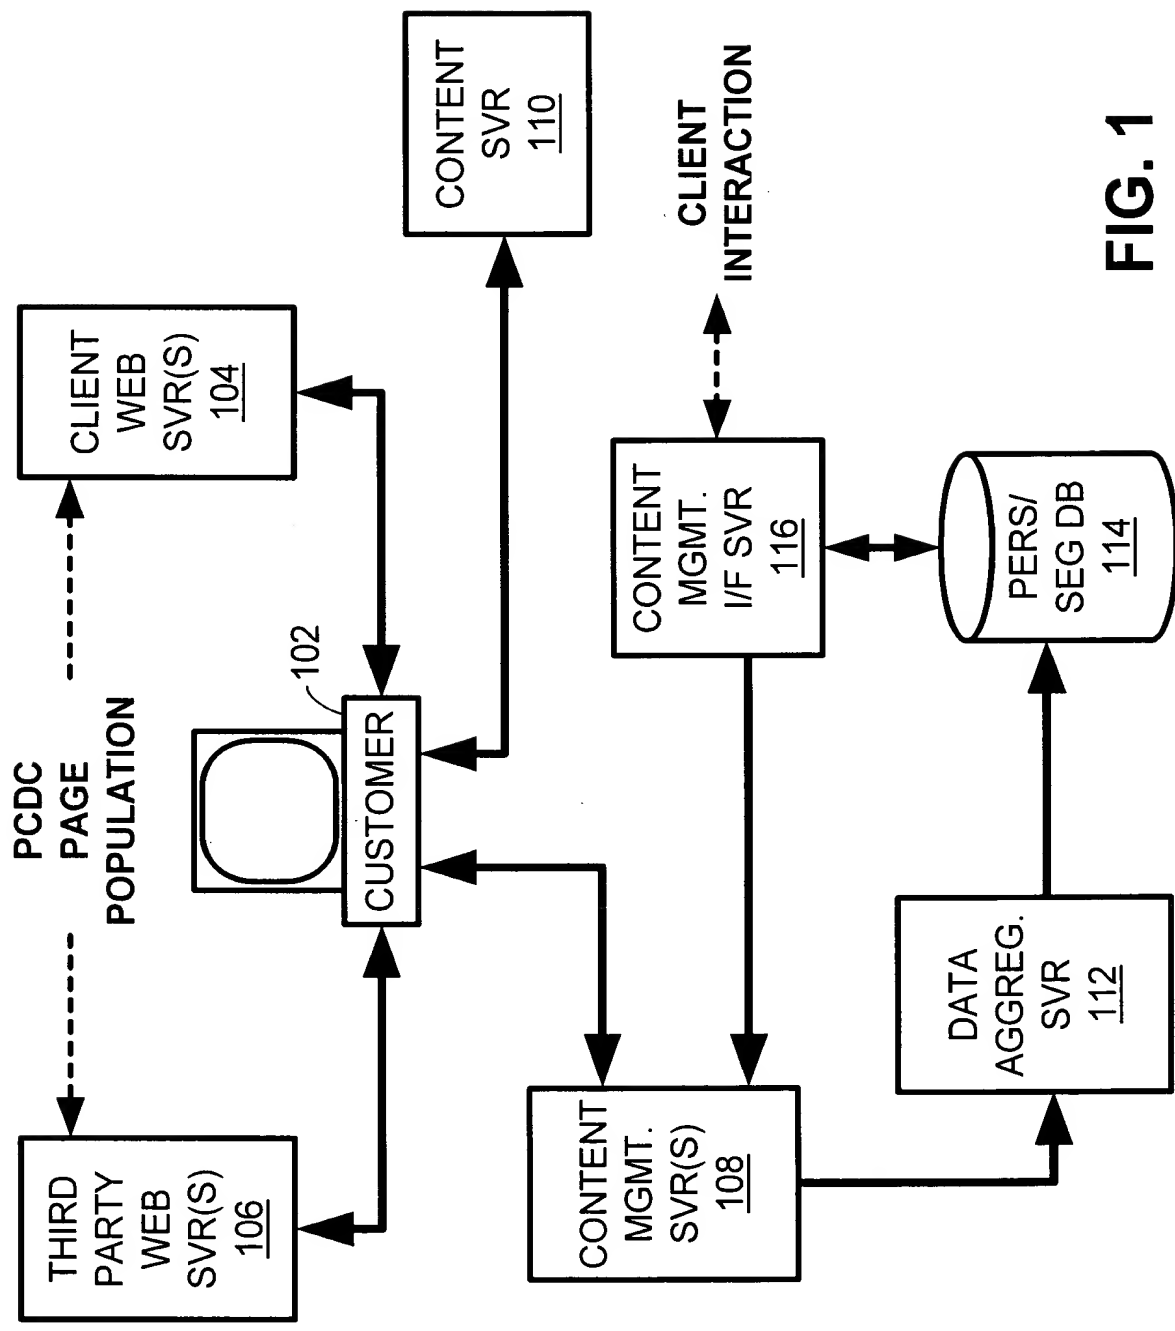 PCDC
PAGE
POPULATION
THIRD
PARTY
WEB
SVR(S)
106
CLIENT
WEB
SVR(S)
104
102
CUSTOMER
CONTENT
SVR
110
CONTENT
MGMT.
SVR(S)
108
CONTENT
MGMT.
I/F SVR
116
CLIENT
INTERACTION
DATA
AGGREG.
SVR
112
PERS/
SEG DB
114
FIG. 1